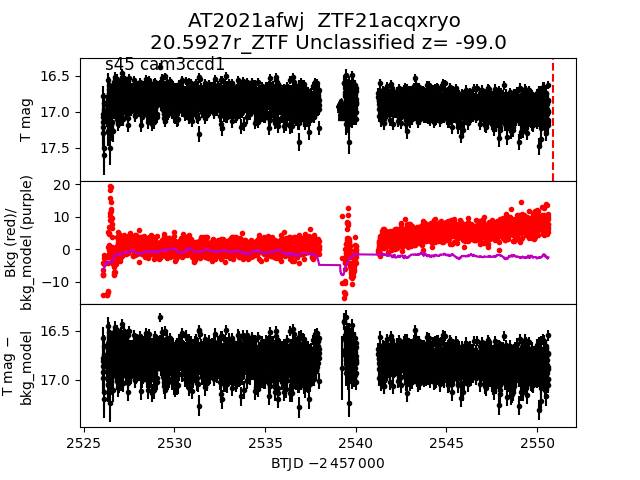 AT2021afwj  ZTF21acqxryo
20.5927r_ZTF Unclassified z= -99.0
s45 cam3ccd1
16.5
17.0
17.5
T mag
20
10
0
−10
Bkg (red)/
bkg_model (purple)
16.5
17.0
T mag −
bkg_model
2525
2530
2535
2540
2545
2550
BTJD −2 457 000